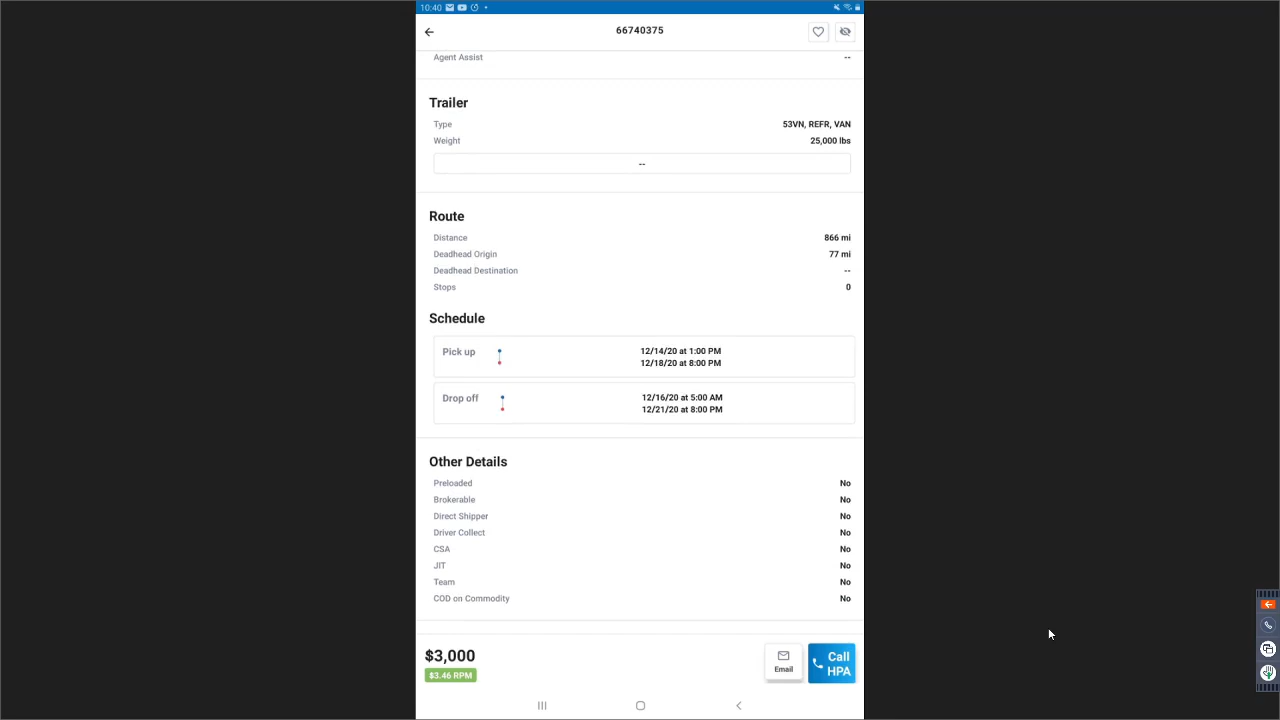 10:40
66740375
Agent Assist --
Trailer
Type 53VN, REFR, VAN
Weight 25,000 lbs
--
Route
Distance 866 mi
Deadhead Origin 77 mi
Deadhead Destination --
Stops 0
Schedule
Pick up 12/14/20 at 1:00 PM
12/18/20 at 8:00 PM
Drop off 12/16/20 at 5:00 AM
12/21/20 at 8:00 PM
Other Details
Preloaded No
Brokerable No
Direct Shipper No
Driver Collect No
CSA No
JIT No
Team No
COD on Commodity No
$3,000
$3.46 RPM
Email
Call
HPA